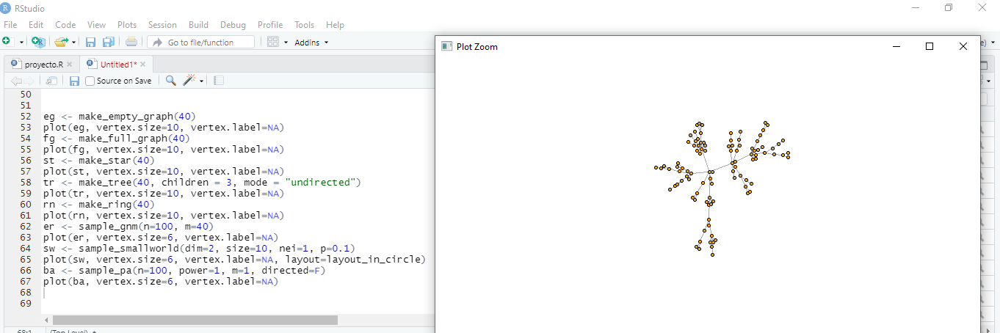 RStudio
File Edit Code View Plots Session Build Debug Profile Tools Help
Go to file/function Addins
Plot Zoom
proyecto.R Untitled1*
Source on Save
50
51
52 eg <- make_empty_graph(40)
53 plot(eg, vertex.size=10, vertex.label=NA)
54 fg <- make_full_graph(40)
55 plot(fg, vertex.size=10, vertex.label=NA)
56 st <- make_star(40)
57 plot(st, vertex.size=10, vertex.label=NA)
58 tr <- make_tree(40, children = 3, mode = "undirected")
59 plot(tr, vertex.size=10, vertex.label=NA)
60 rn <- make_ring(40)
61 plot(rn, vertex.size=10, vertex.label=NA)
62 er <- sample_gnm(n=100, m=40)
63 plot(er, vertex.size=6, vertex.label=NA)
64 sw <- sample_smallworld(dim=2, size=10, nei=1, p=0.1)
65 plot(sw, vertex.size=6, vertex.label=NA, layout=layout_in_circle)
66 ba <- sample_pa(n=100, power=1, m=1, directed=F)
67 plot(ba, vertex.size=6, vertex.label=NA)
68
69
68:1 (Top Level)